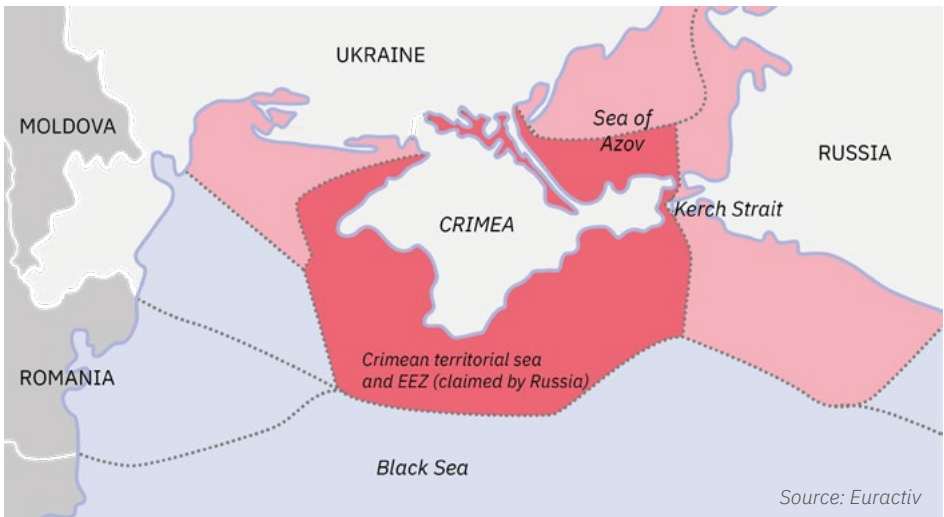 UKRAINE
MOLDOVA
Sea of
Azov
RUSSIA
CRIMEA
Kerch Strait
Crimean territorial sea
and EEZ (claimed by Russia)
ROMANIA
Black Sea
Source: Euractiv